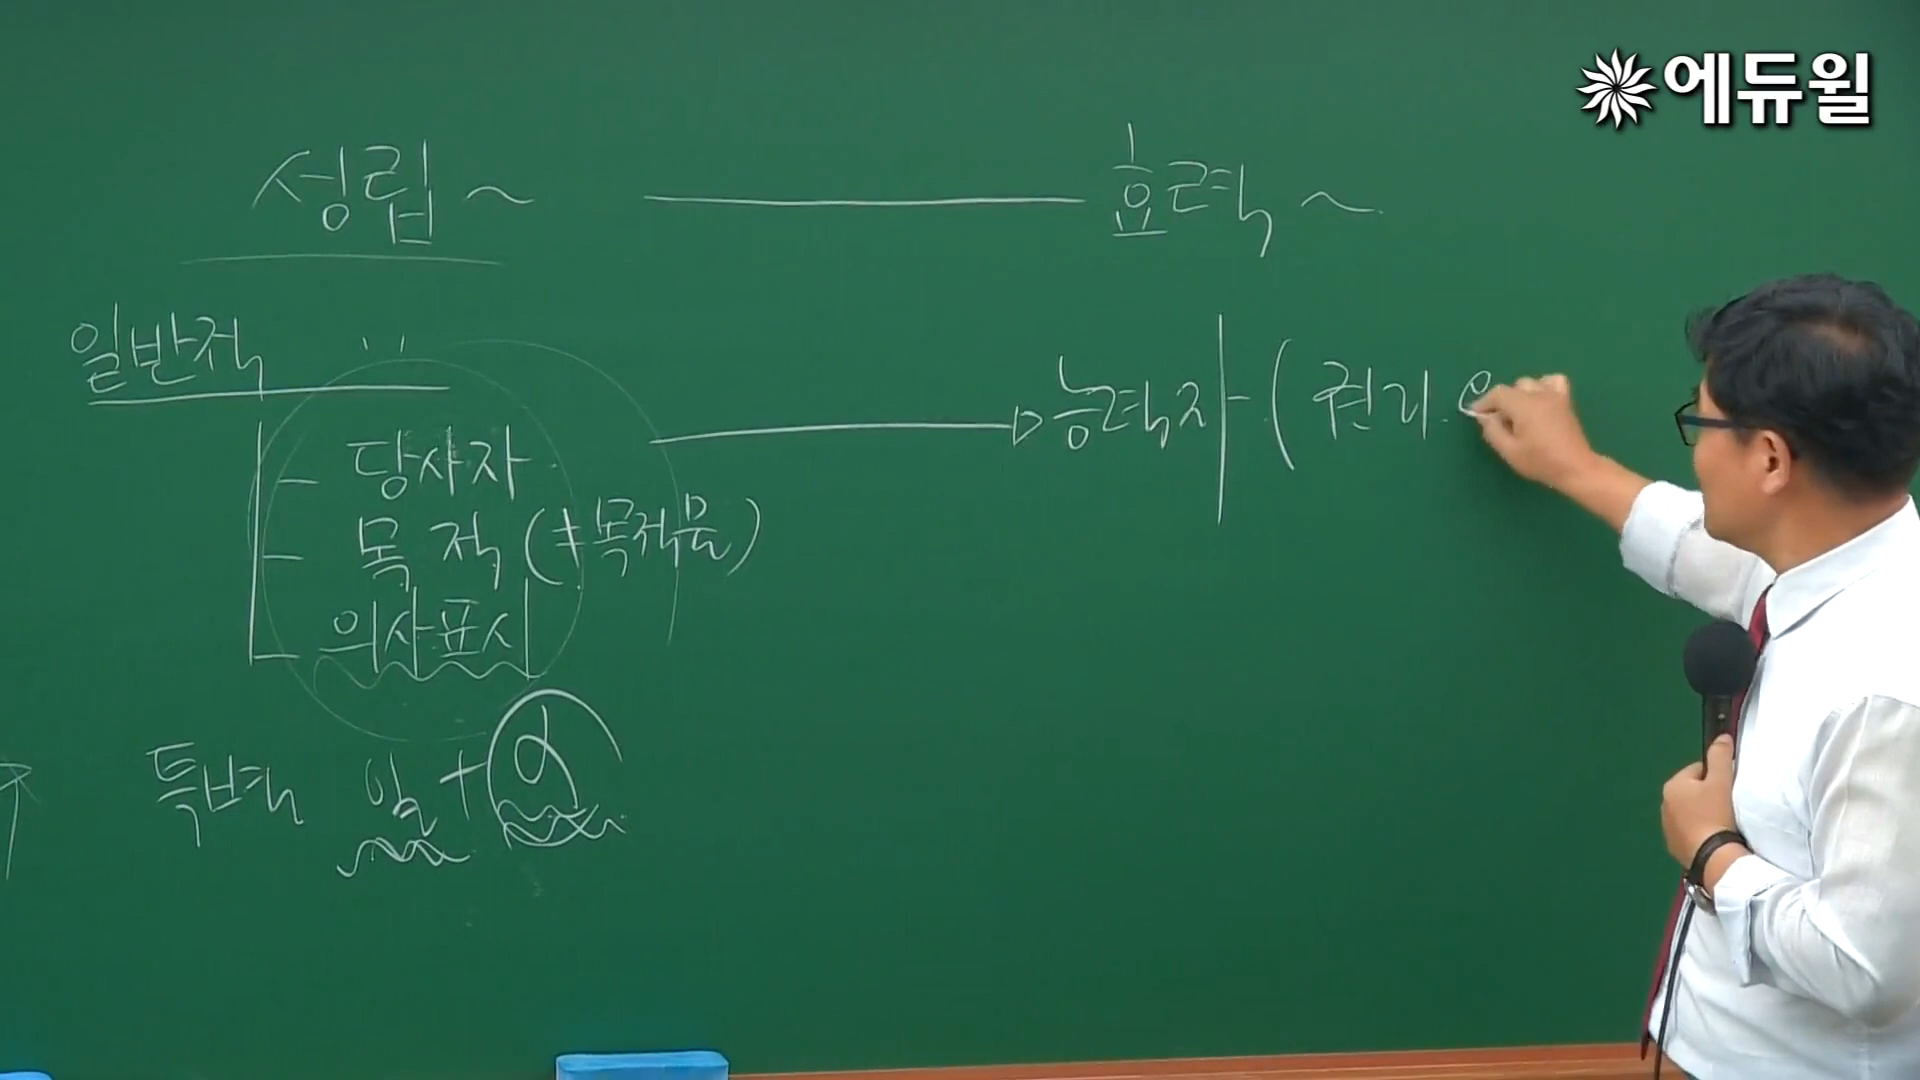 에듀윌
성립~ ── 효력~
일반적
당사자 → 능력자 - (권리
목적 (+목적물)
의사표시
특별 일 + α